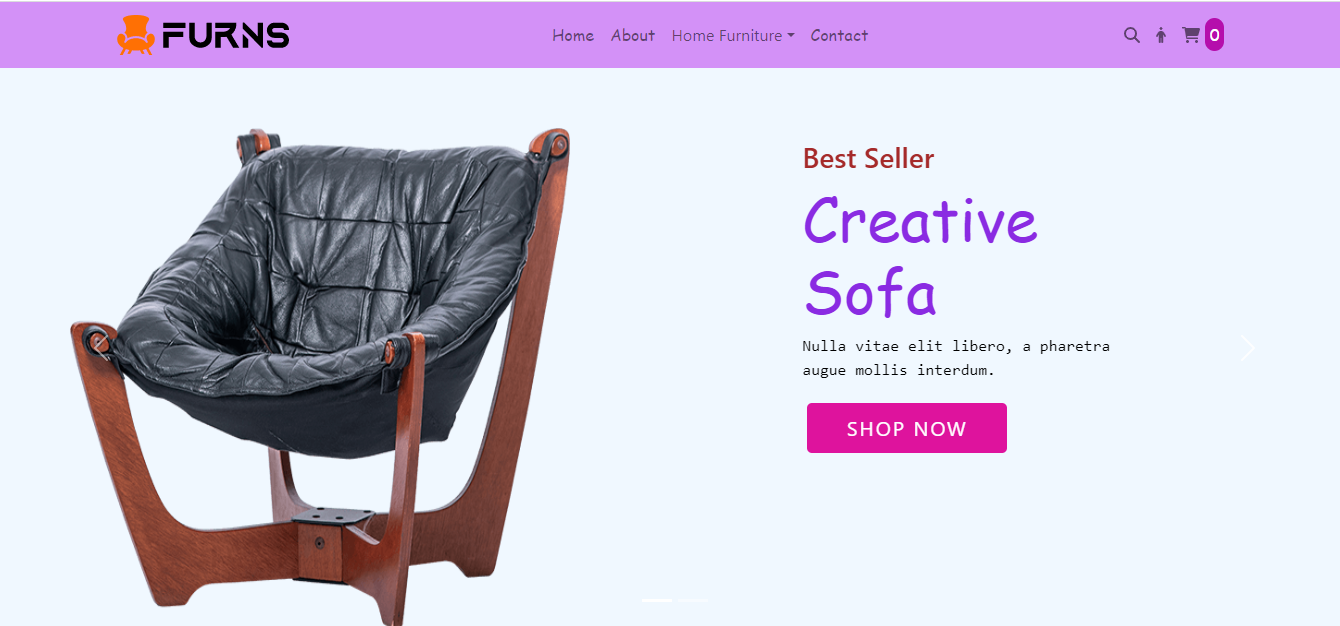 FURNS
Home About Home Furniture Contact
0
Best Seller
Creative
Sofa
Nulla vitae elit libero, a pharetra
augue mollis interdum.
SHOP NOW